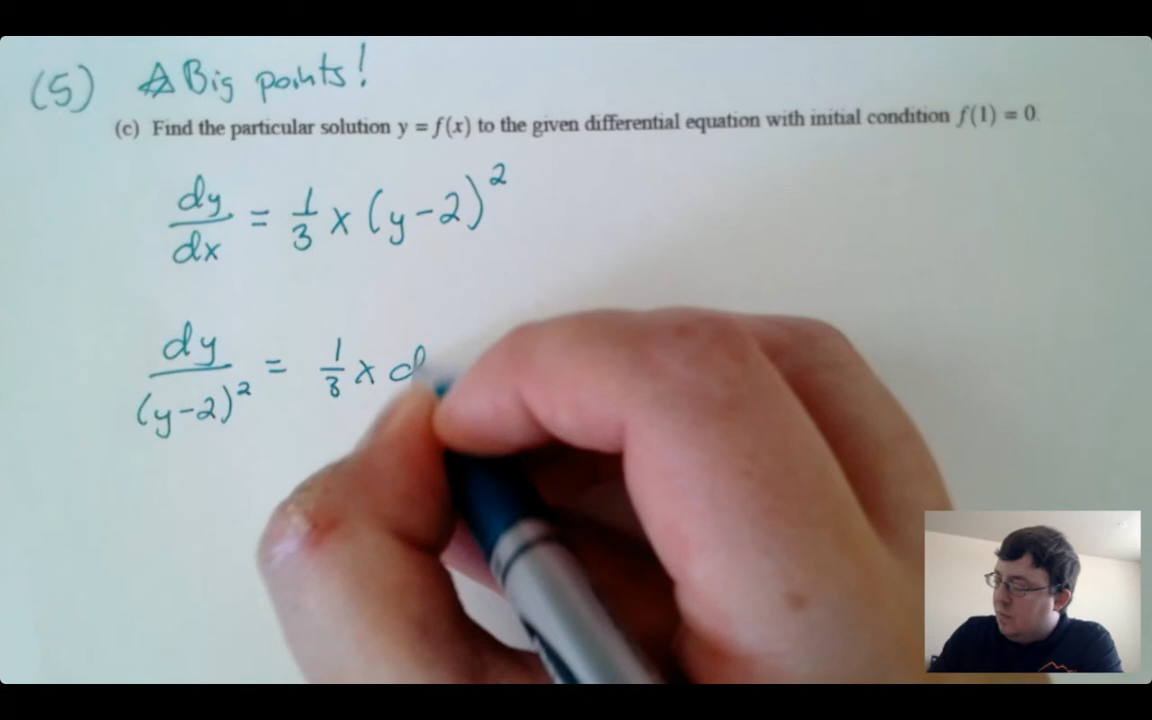 (5) ☆ Big points!
(c) Find the particular solution y = f(x) to the given differential equation with initial condition f(1) = 0.
dy/dx = 1/3 x (y-2)²
dy/(y-2)² = 1/3 x d